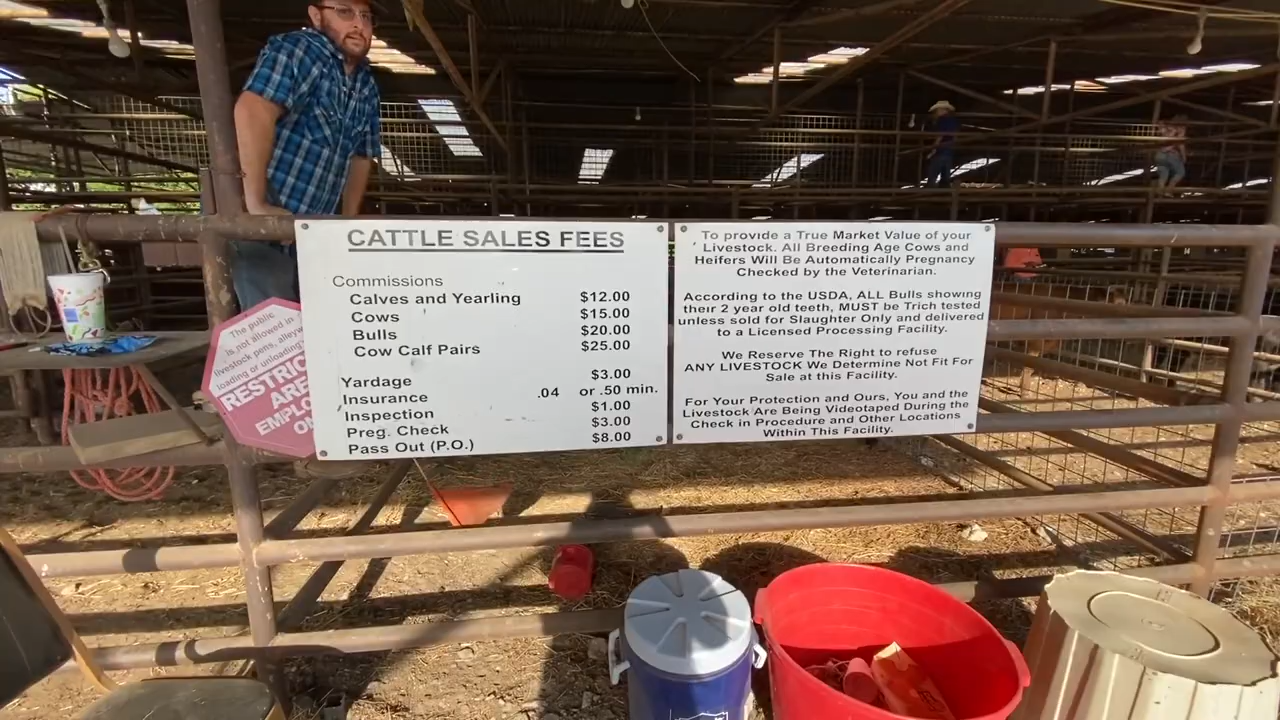 CATTLE SALES FEES
Commissions
Calves and Yearling $12.00
Cows $15.00
Bulls $20.00
Cow Calf Pairs $25.00
Yardage $3.00
Insurance .04 or .50 min.
Inspection $1.00
Preg. Check $3.00
Pass Out (P.O.) $8.00
To provide a True Market Value of your
Livestock. All Breeding Age Cows and
Heifers Will Be Automatically Pregnancy
Checked by the Veterinarian.
According to the USDA, ALL Bulls showing
their 2 year old teeth, MUST be Trich tested
unless sold for Slaughter Only and delivered
to a Licensed Processing Facility.
We Reserve The Right to refuse
ANY LIVESTOCK We Determine Not Fit For
Sale at this Facility.
For Your Protection and Ours, You and the
Livestock Are Being Videotaped During the
Check in Procedure and Other Locations
Within This Facility.
The public
is not allowed in
livestock pens, alleyw
loading or unloading
RESTRIC
ARE
EMPLO
ON